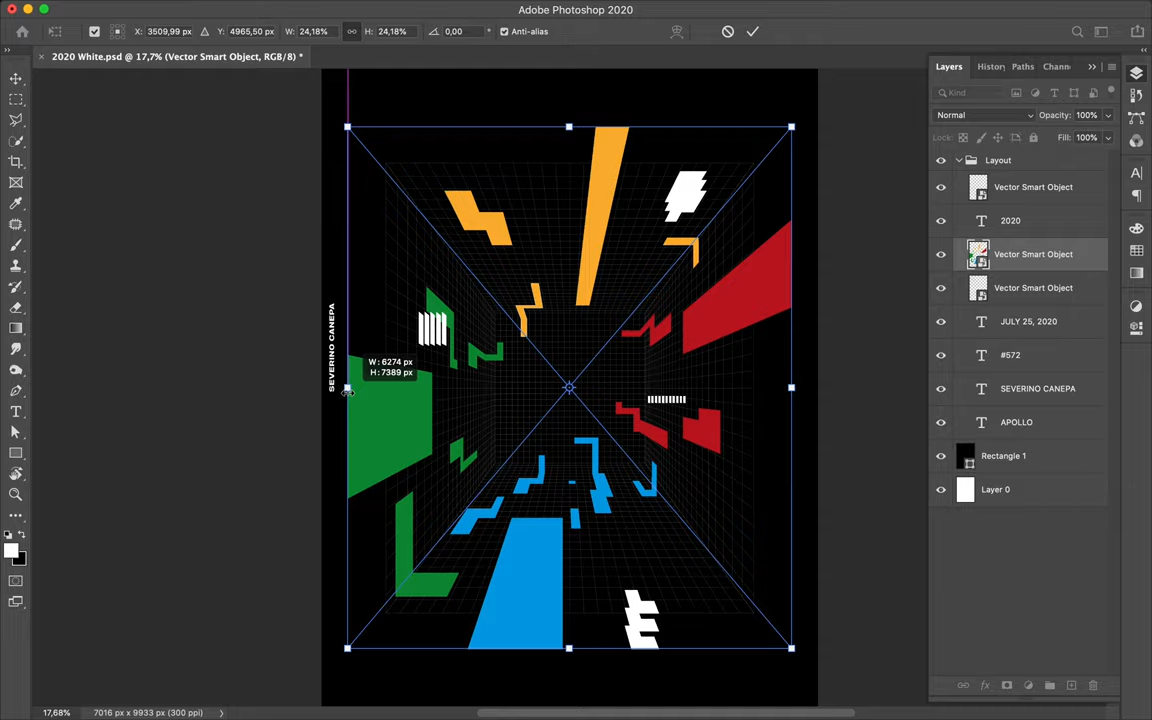 Adobe Photoshop 2020
X: 3509,99 px Y: 4965,50 px W: 24,18% H: 24,18% 0,00 ° Anti-alias
2020 White.psd @ 17,7% (Vector Smart Object, RGB/8) *
Layers Histor Paths Chann
Kind
Normal Opacity: 100%
Lock: Fill: 100%
Layout
Vector Smart Object
T 2020
Vector Smart Object
Vector Smart Object
T JULY 25, 2020
T #572
T SEVERINO CANEPA
T APOLLO
Rectangle 1
Layer 0
SEVERINO CANEPA
W: 6274 px
H: 7389 px
17,68% 7016 px x 9933 px (300 ppi)